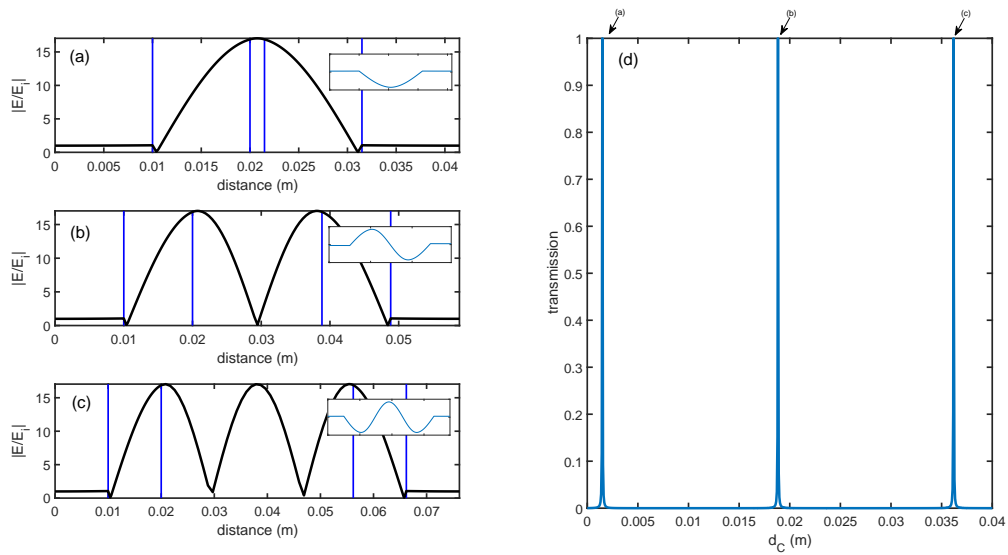 (a)
|E/E_i|
15
10
5
0
0 0.005 0.01 0.015 0.02 0.025 0.03 0.035 0.04
distance (m)
(b)
|E/E_i|
15
10
5
0
0 0.01 0.02 0.03 0.04 0.05
distance (m)
(c)
|E/E_i|
15
10
5
0
0 0.01 0.02 0.03 0.04 0.05 0.06 0.07
distance (m)
(a) (b) (c)
(d)
transmission
1
0.9
0.8
0.7
0.6
0.5
0.4
0.3
0.2
0.1
0
0 0.005 0.01 0.015 0.02 0.025 0.03 0.035 0.04
d_C (m)